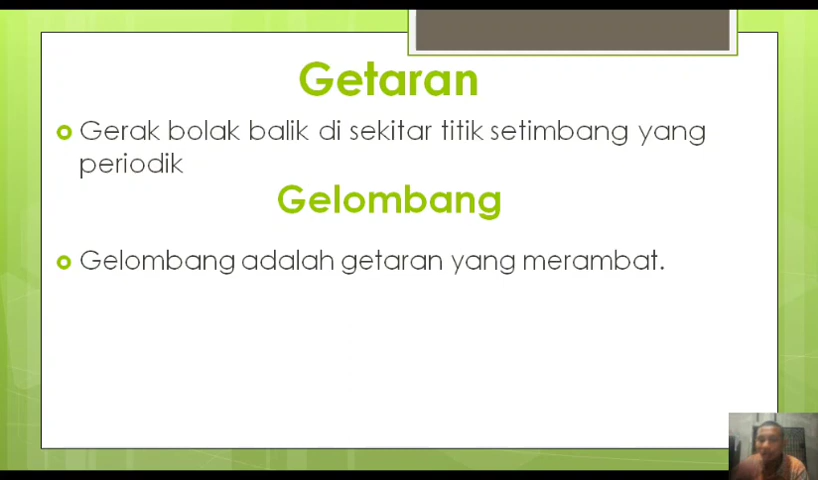 Getaran
Gerak bolak balik di sekitar titik setimbang yang
periodik
Gelombang
Gelombang adalah getaran yang merambat.